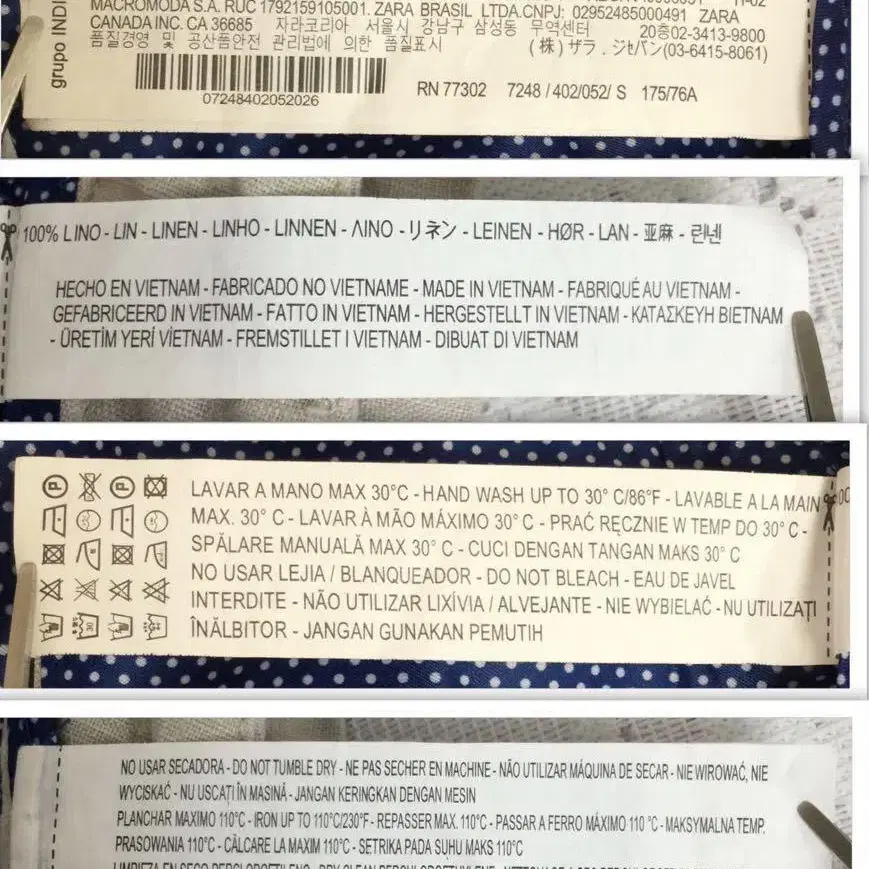 MACROMODA S.A. RUC 1792159105001. ZARA BRASIL LTDA.CNPJ: 02952485000491 ZARA
CANADA INC. CA 36685 자라코리아 서울시 강남구 삼성동 무역센터 20층02-3413-9800
품질경영 및 공산품안전 관리법에 의한 품질표시 (株)ザラ.ジャパン(03-6415-8061)
grupo INDI
07248402052026
RN 77302 7248 / 402/052/ S 175/76A
100% LINO - LIN - LINEN - LINHO - LINNEN - ΛΙΝΟ - リネン - LEINEN - HØR - LAN - 亚麻 - 린넨
HECHO EN VIETNAM - FABRICADO NO VIETNAME - MADE IN VIETNAM - FABRIQUÉ AU VIETNAM -
GEFABRICEERD IN VIETNAM - FATTO IN VIETNAM - HERGESTELLT IN VIETNAM - ΚΑΤΑΣΚΕΥΗ ΒΙΕΤΝΑΜ
- ÜRETİM YERİ VİETNAM - FREMSTILLET I VIETNAM - DIBUAT DI VIETNAM
LAVAR A MANO MAX 30°C - HAND WASH UP TO 30° C/86°F - LAVABLE A LA MAIN
MAX. 30° C - LAVAR À MÃO MÁXIMO 30° C - PRAĆ RĘCZNIE W TEMP DO 30° C -
SPĂLARE MANUALĂ MAX 30° C - CUCI DENGAN TANGAN MAKS 30° C
NO USAR LEJIA / BLANQUEADOR - DO NOT BLEACH - EAU DE JAVEL
INTERDITE - NÃO UTILIZAR LIXÍVIA / ALVEJANTE - NIE WYBIELAĆ - NU UTILIZAȚI
ÎNĂLBITOR - JANGAN GUNAKAN PEMUTIH
NO USAR SECADORA - DO NOT TUMBLE DRY - NE PAS SECHER EN MACHINE - NÃO UTILIZAR MÁQUINA DE SECAR - NIE WIROWAĆ, NIE
WYCISKAĆ - NU USCAȚI ÎN MASINĂ - JANGAN KERINGKAN DENGAN MESIN
PLANCHAR MAXIMO 110°C - IRON UP TO 110°C/230°F - REPASSER MAX. 110°C - PASSAR A FERRO MÁXIMO 110 °C - MAKSYMALNA TEMP.
PRASOWANIA 110°C - CĂLCARE LA MAXIM 110°C - SETRIKA PADA SUHU MAKS 110°C